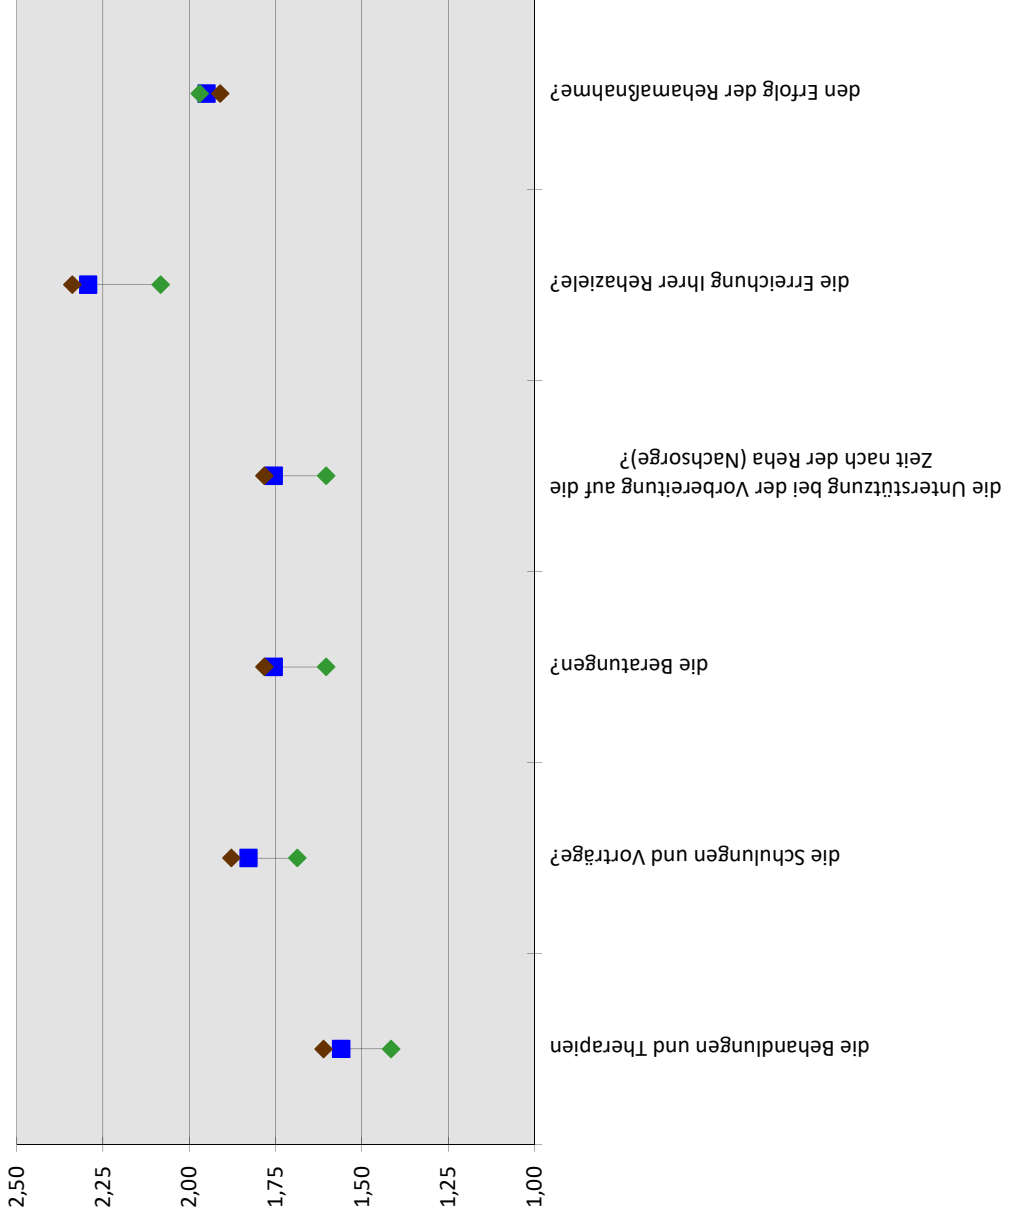 den Erfolg der Rehamaßnahme?
die Erreichung Ihrer Rehaziele?
die Unterstützung bei der Vorbereitung auf die
Zeit nach der Reha (Nachsorge)?
die Beratungen?
die Schulungen und Vorträge?
die Behandlungen und Therapien
2,50
2,25
2,00
1,75
1,50
1,25
1,00